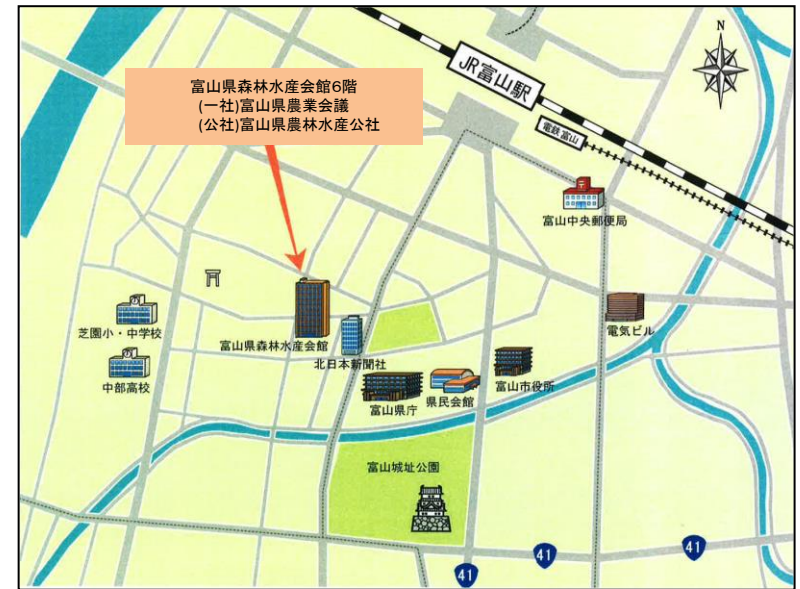 N
JR富山駅
富山県森林水産会館6階
(一社)富山県農業会議
(公社)富山県農林水産公社
電鉄富山
富山中央郵便局
芝園小・中学校
富山県森林水産会館
電気ビル
北日本新聞社
中部高校
富山県庁
県民会館
富山市役所
富山城址公園
41
41
41